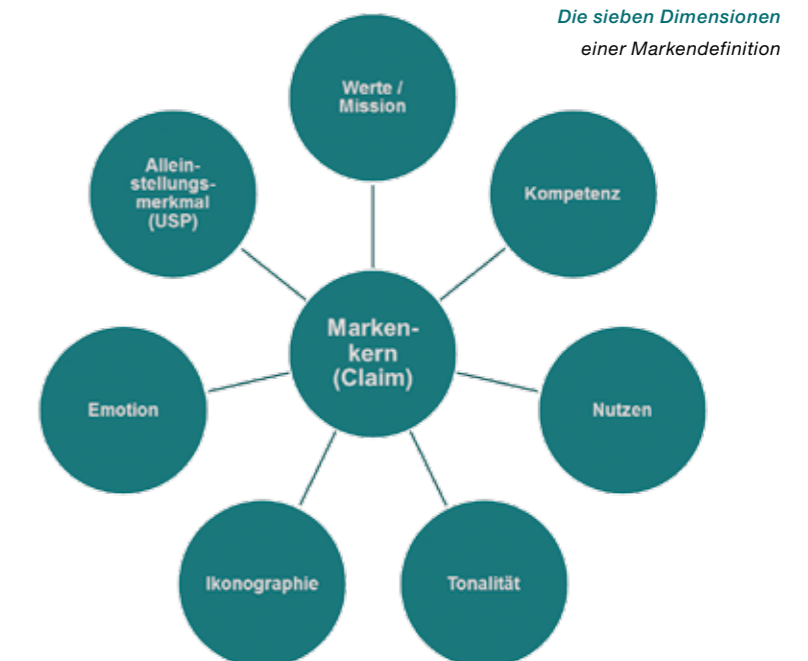 Die sieben Dimensionen
einer Markendefinition
Werte /
Mission
Allein-
stellungs-
merkmal
(USP)
Kompetenz
Marken-
kern
(Claim)
Emotion
Nutzen
Ikonographie
Tonalität